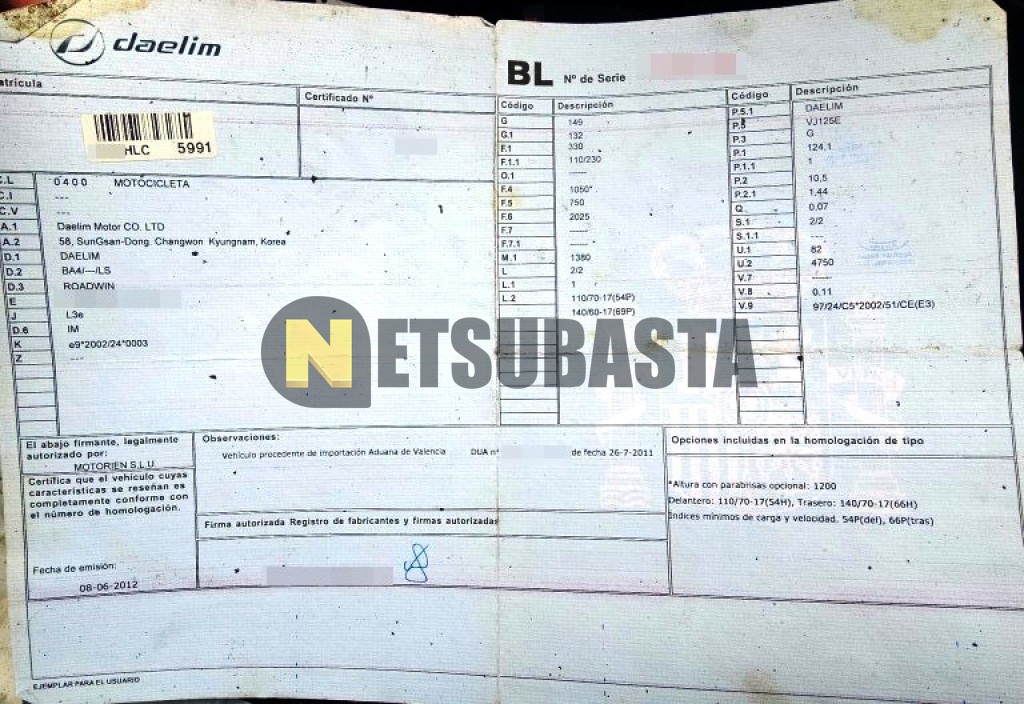 daelim
BL Nº de Serie
atrícula
Certificado Nº
HLC 5991
C.L 0400 MOTOCICLETA
C.I ---
C.V ---
A.1 Daelim Motor CO. LTD
A.2 58, SunGsan-Dong. Changwon Kyungnam, Korea
D.1 DAELIM
D.2 BA4/---/LS
D.3 ROADWIN
E
J L3e
D.6 IM
K e9*2002/24*0003
Z ---
Código Descripción
G 149
G.1 132
F.1 330
F.1.1 110/230
O.1 -----
F.4 1050*
F.5 750
F.6 2025
F.7 -----
F.7.1 -----
M.1 1380
L 2/2
L.1 1
L.2 110/70-17(54P)
140/60-17(69P)
Código Descripción
P.5.1 DAELIM
P.5 VJ125E
P.3 G
P.1 124,1
P.1.1 1
P.2 10,5
P.2.1 1,44
Q 0,07
S.1 2/2
S.1.1 ----
U.1 82
U.2 4750
V.7 -----
V.8 0,11
V.9 97/24/C5*2002/51/CE(E3)
NETSUBASTA
El abajo firmante, legalmente
autorizado por:
MOTORIEN S.L.U.
Certifica que el vehículo cuyas
características se reseñan es
completamente conforme con
el número de homologación.
Fecha de emisión:
08-06-2012
Observaciones:
Vehículo procedente de importación Aduana de Valencia DUA nº de fecha 26-7-2011
Firma autorizada Registro de fabricantes y firmas autorizadas
Opciones incluidas en la homologación de tipo
*Altura con parabrisas opcional: 1200
Delantero: 110/70-17(54H), Trasero: 140/70-17(66H)
Indices mínimos de carga y velocidad. 54P(del), 66P(tras)
EJEMPLAR PARA EL USUARIO